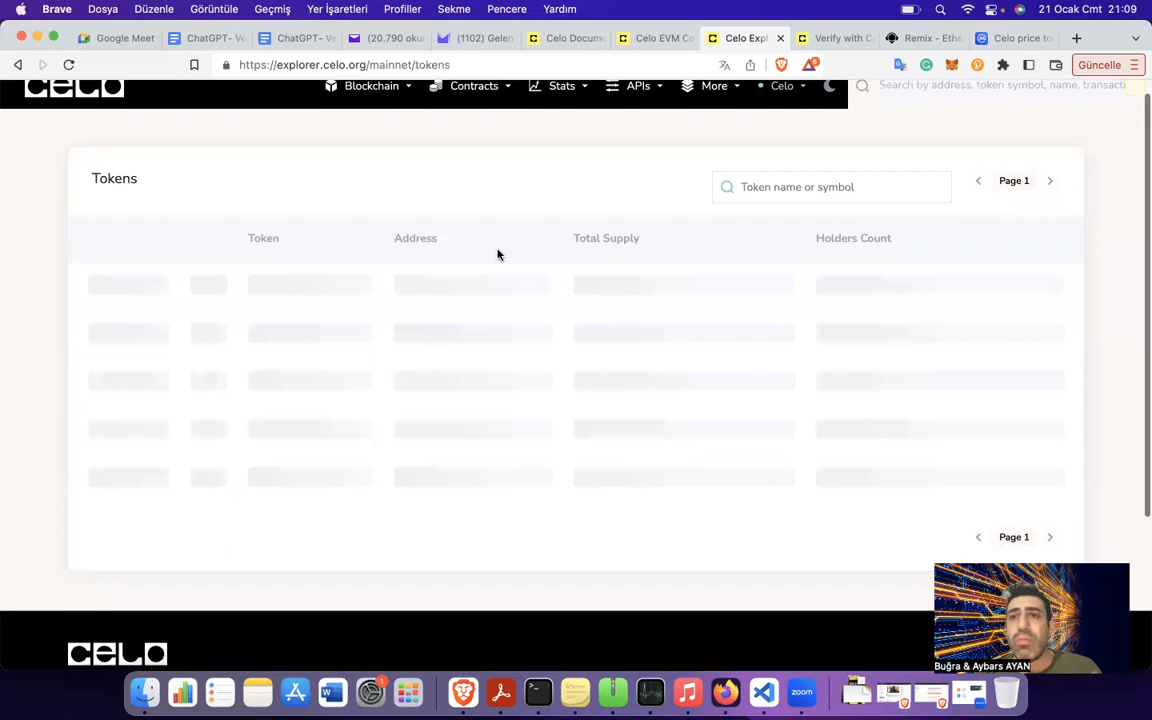 Brave Dosya Düzenle Görüntüle Geçmiş Yer İşaretleri Profiller Sekme Pencere Yardım 21 Ocak Cmt 21:09
Google Meet ChatGPT- Ve ChatGPT- Ve (20.790 oku (1102) Gelen Celo Docum Celo EVM Co Celo Expl Verify with C Remix - Ethe Celo price to
https://explorer.celo.org/mainnet/tokens Güncelle
CELO Blockchain Contracts Stats APIs More Celo Search by address, token symbol, name, transacti
Tokens Token name or symbol Page 1
Token Address Total Supply Holders Count
Page 1
CELO
Buğra & Aybars AYAN
zoom